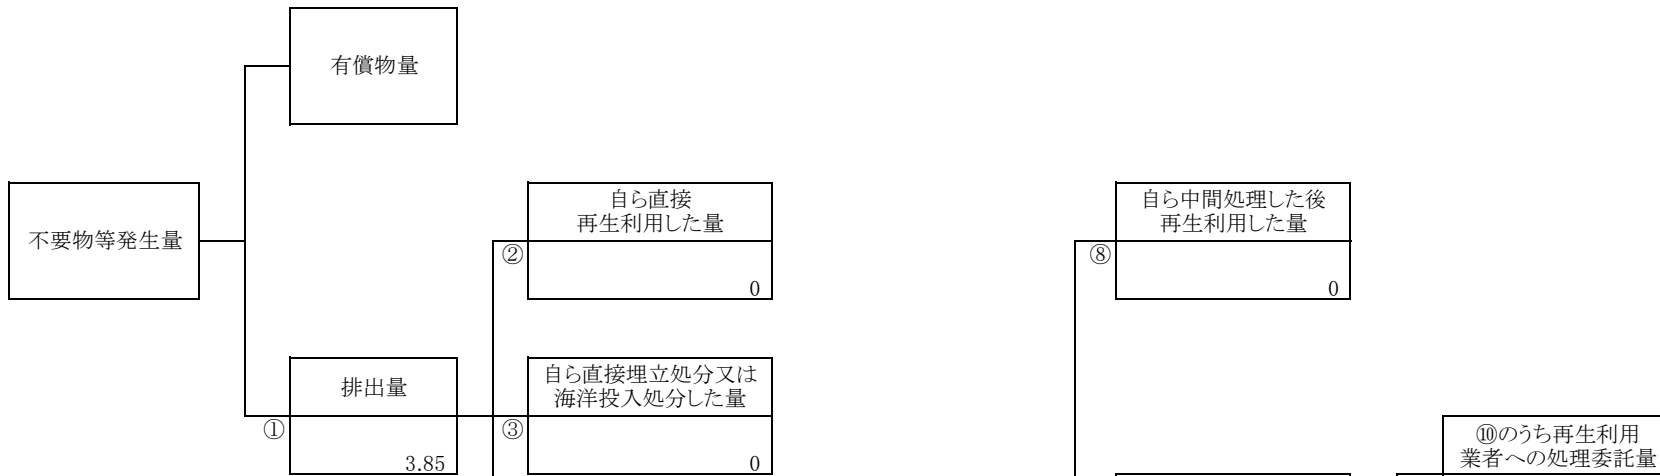 有償物量
不要物等発生量
自ら直接
再生利用した量
②
0
自ら中間処理した後
再生利用した量
⑧
0
排出量
①
3.85
自ら直接埋立処分又は
海洋投入処分した量
③
0
⑩のうち再生利用
業者への処理委託量